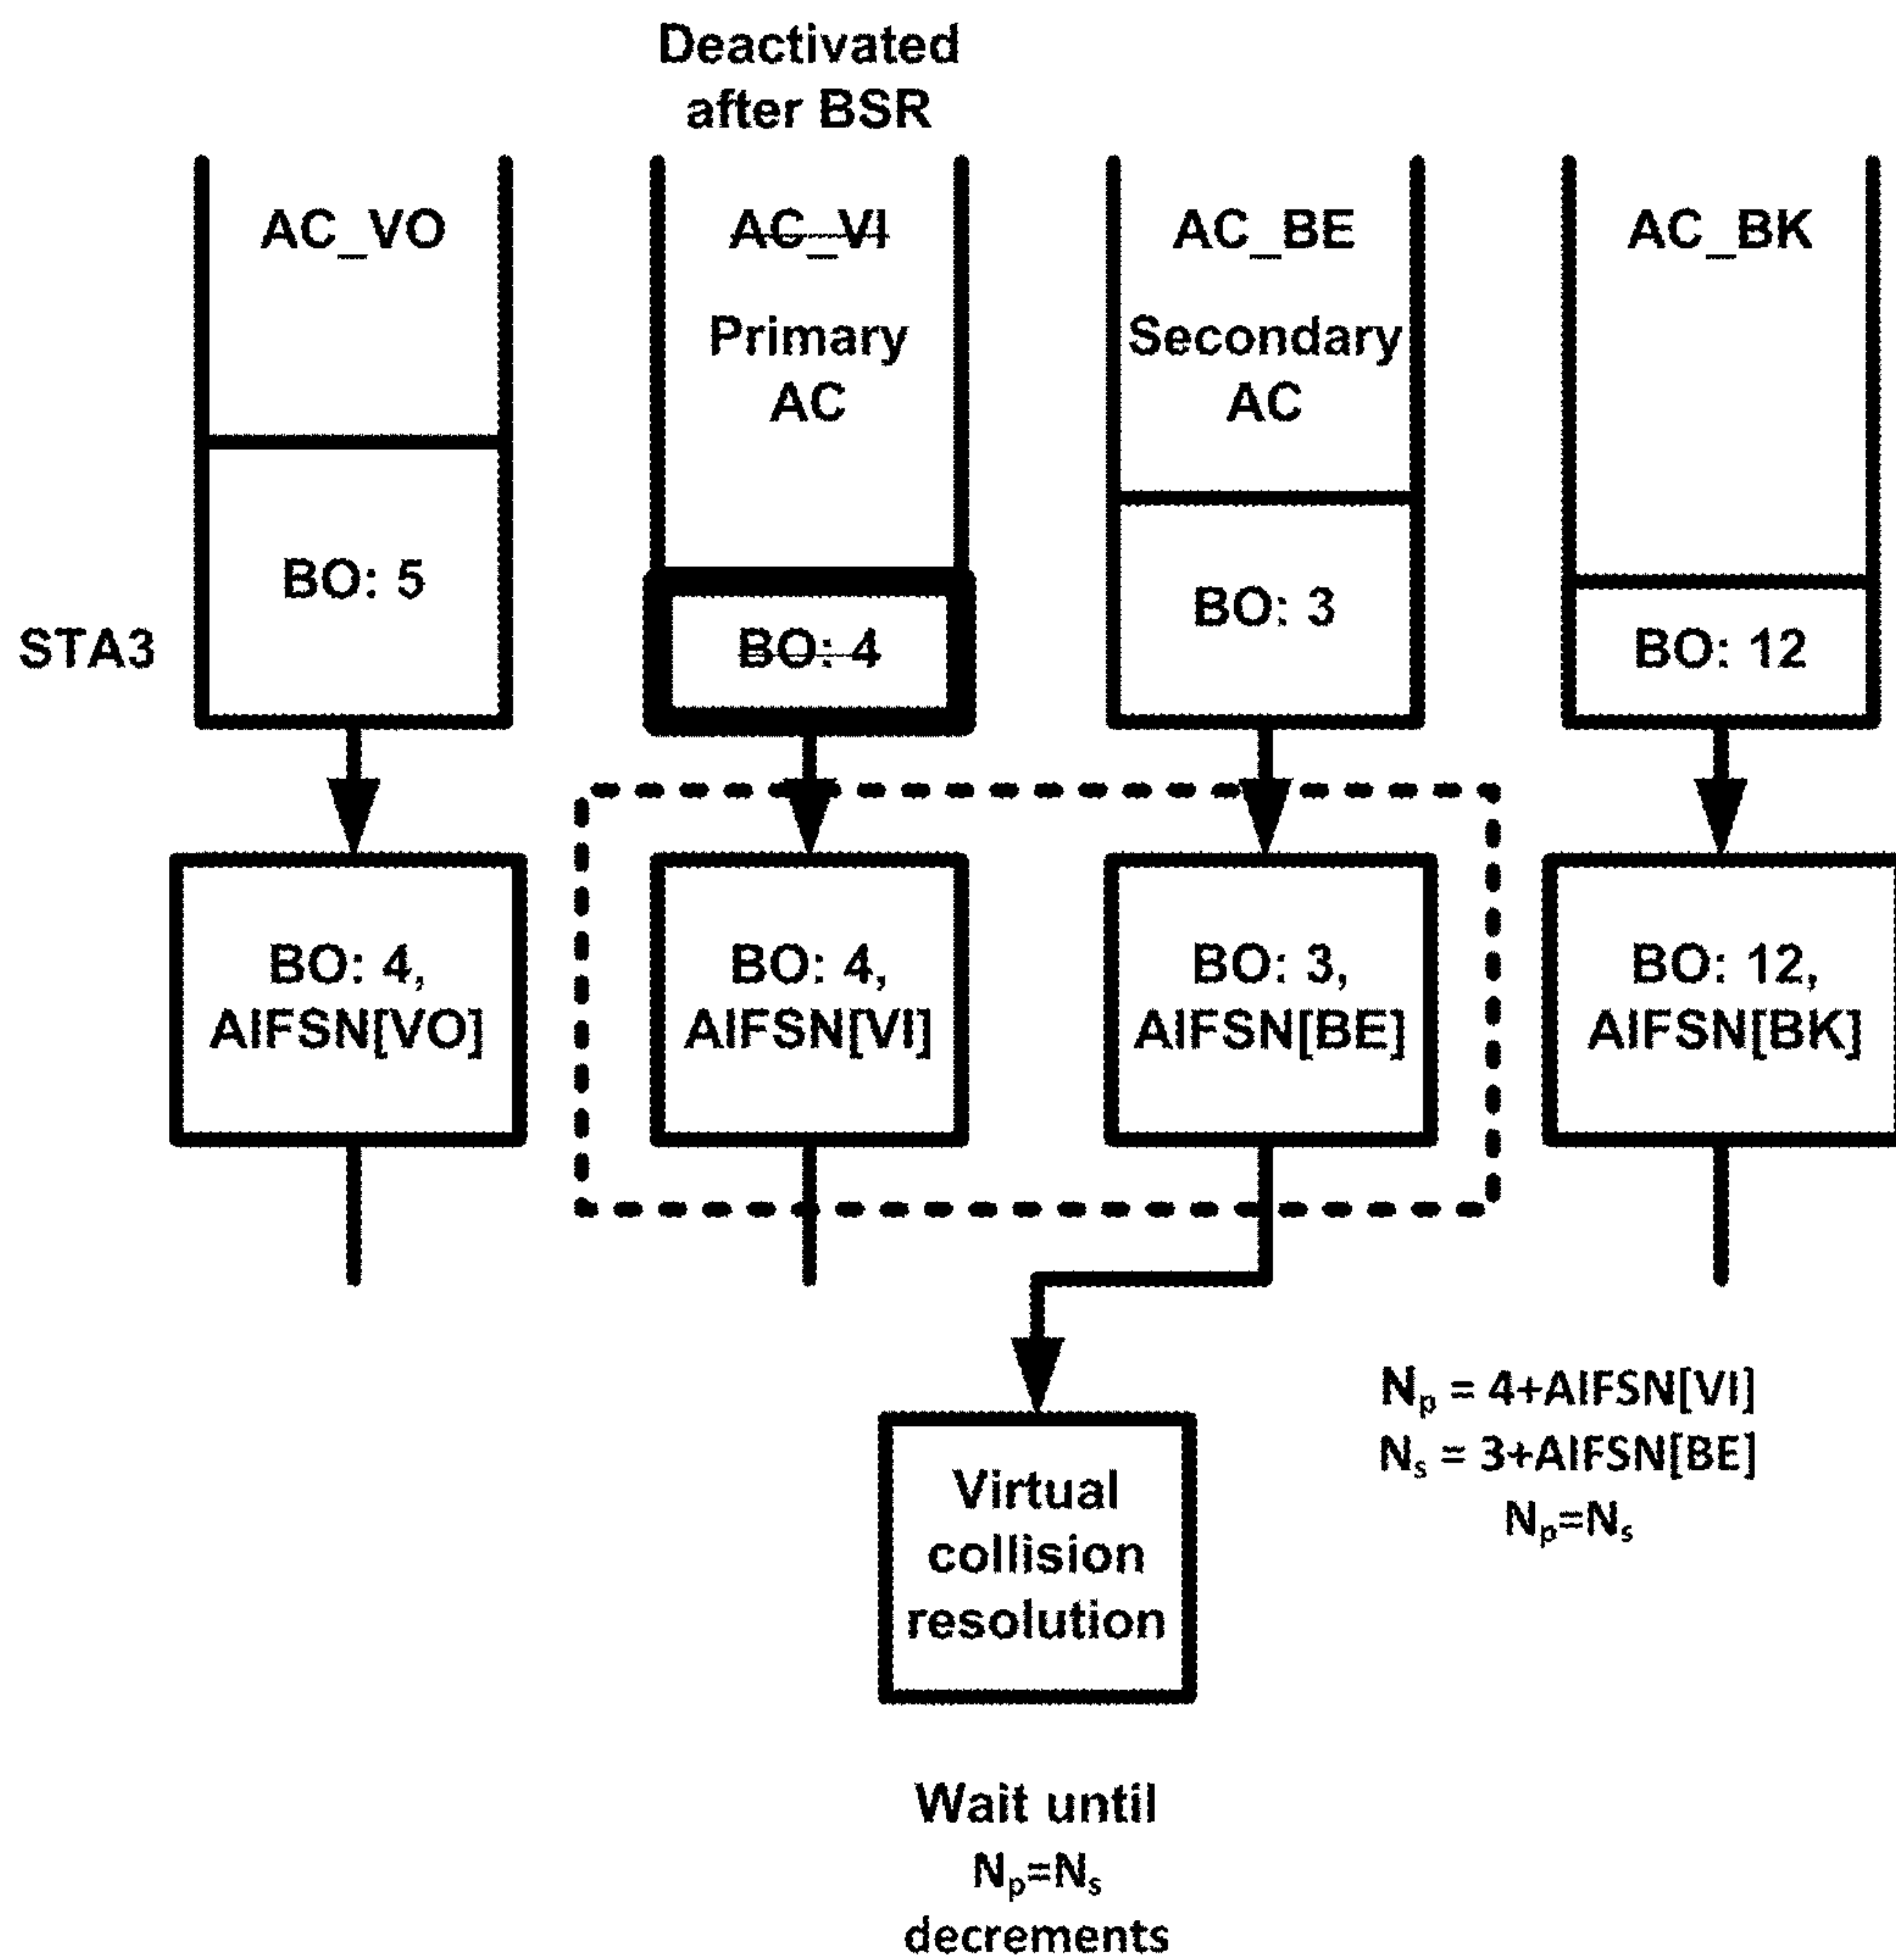 Deactivated
after BSR
AC_VO
AC_VI
AC_BE
AC_BK
Primary
AC
Secondary
AC
BO: 5
BO: 4
BO: 3
BO: 12
STA3
BO: 4,
AIFSN[VO]
BO: 4,
AIFSN[VI]
BO: 3,
AIFSN[BE]
BO: 12,
AIFSN[BK]
Np = 4+AIFSN[VI]
Ns = 3+AIFSN[BE]
Np=Ns
Virtual
collision
resolution
Wait until
Np=Ns
decrements